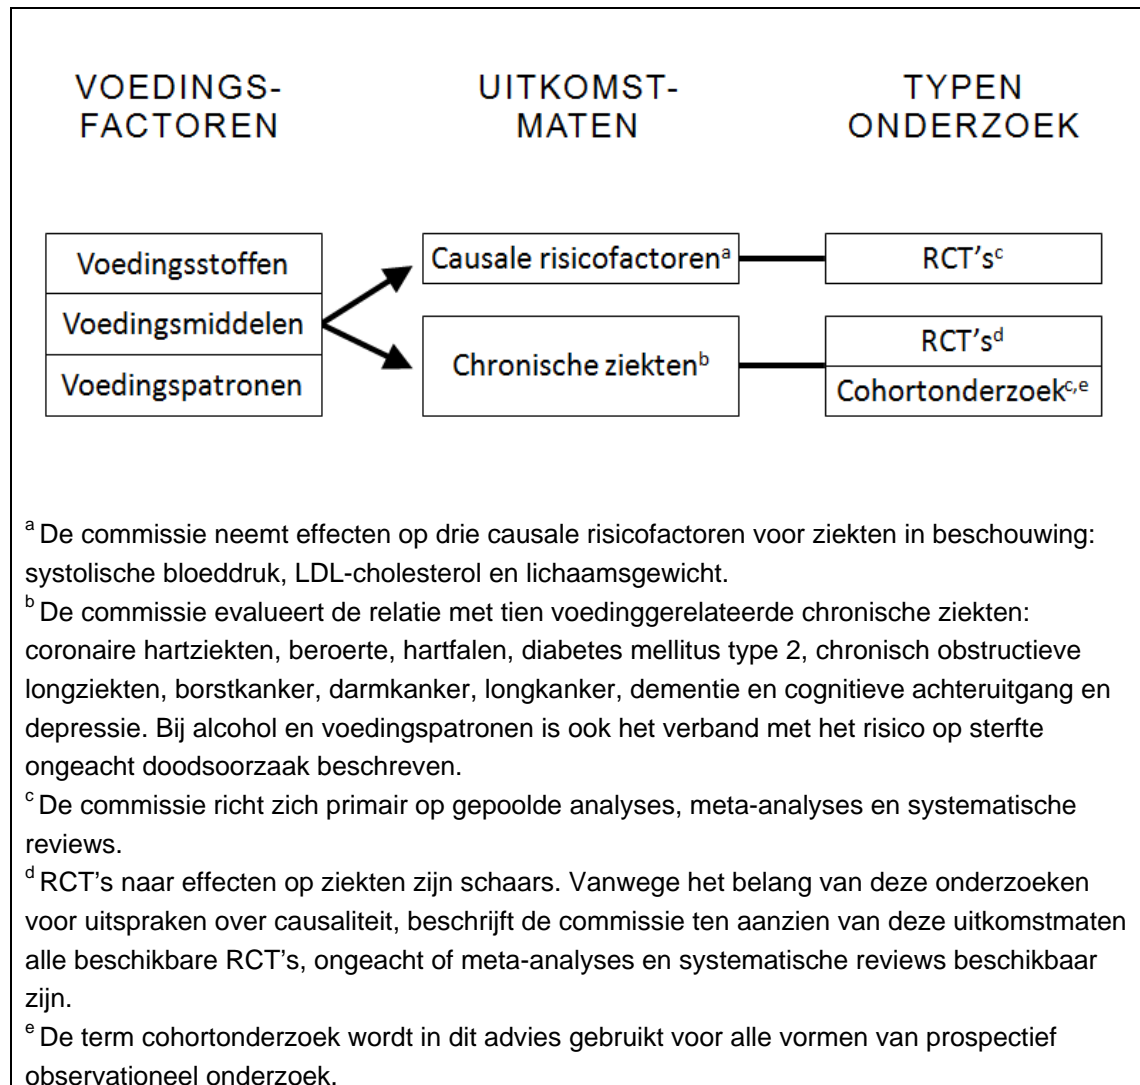 VOEDINGS-
FACTOREN
UITKOMST-
MATEN
TYPEN
ONDERZOEK
Voedingsstoffen
Voedingsmiddelen
Voedingspatronen
Causale risicofactorenᵃ
Chronische ziektenᵇ
RCT'sᶜ
RCT'sᵈ
Cohortonderzoekᶜ,ᵉ
ᵃ De commissie neemt effecten op drie causale risicofactoren voor ziekten in beschouwing:
systolische bloeddruk, LDL-cholesterol en lichaamsgewicht.
ᵇ De commissie evalueert de relatie met tien voedinggerelateerde chronische ziekten:
coronaire hartziekten, beroerte, hartfalen, diabetes mellitus type 2, chronisch obstructieve
longziekten, borstkanker, darmkanker, longkanker, dementie en cognitieve achteruitgang en
depressie. Bij alcohol en voedingspatronen is ook het verband met het risico op sterfte
ongeacht doodsoorzaak beschreven.
ᶜ De commissie richt zich primair op gepoolde analyses, meta-analyses en systematische
reviews.
ᵈ RCT's naar effecten op ziekten zijn schaars. Vanwege het belang van deze onderzoeken
voor uitspraken over causaliteit, beschrijft de commissie ten aanzien van deze uitkomstmaten
alle beschikbare RCT's, ongeacht of meta-analyses en systematische reviews beschikbaar
zijn.
ᵉ De term cohortonderzoek wordt in dit advies gebruikt voor alle vormen van prospectief
observationeel onderzoek.